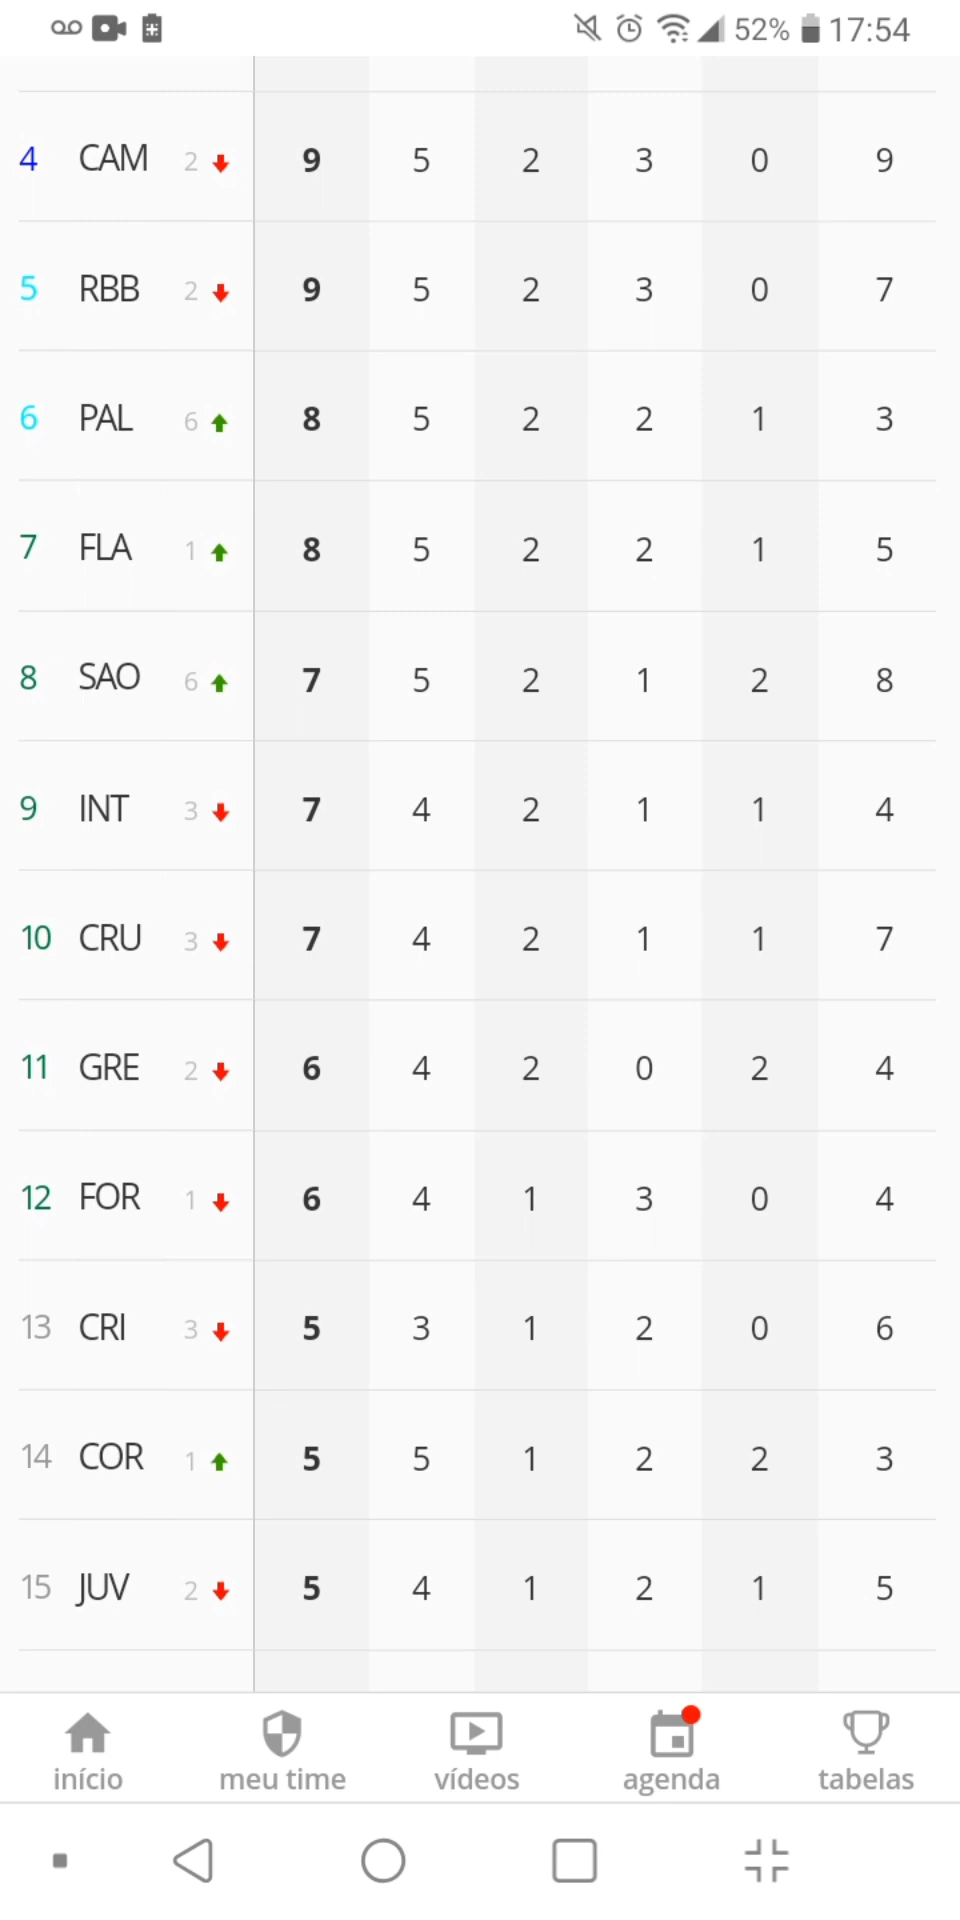 52% 17:54
4 CAM 2 9 5 2 3 0 9
5 RBB 2 9 5 2 3 0 7
6 PAL 6 8 5 2 2 1 3
7 FLA 1 8 5 2 2 1 5
8 SAO 6 7 5 2 1 2 8
9 INT 3 7 4 2 1 1 4
10 CRU 3 7 4 2 1 1 7
11 GRE 2 6 4 2 0 2 4
12 FOR 1 6 4 1 3 0 4
13 CRI 3 5 3 1 2 0 6
14 COR 1 5 5 1 2 2 3
15 JUV 2 5 4 1 2 1 5
início meu time vídeos agenda tabelas